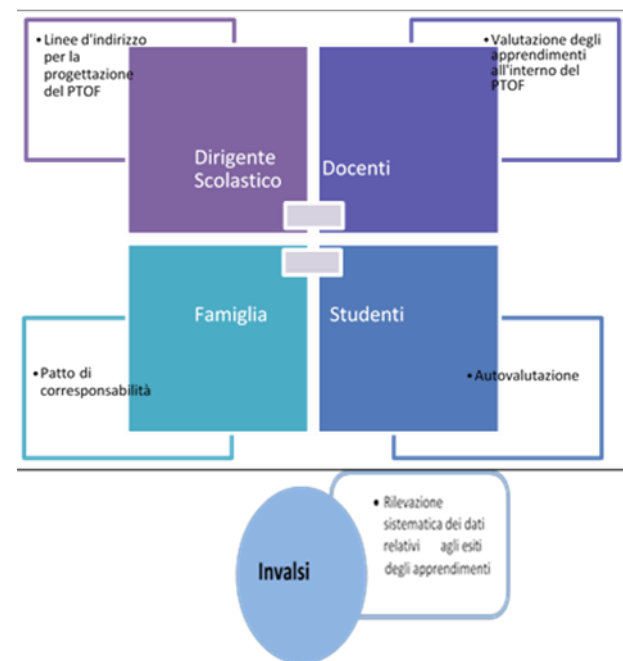 • Linee d'indirizzo
per la
progettazione
del PTOF
• Valutazione degli
apprendimenti
all'interno del
PTOF
Dirigente
Scolastico
Docenti
Famiglia
Studenti
• Patto di
corresponsabilità
• Autovalutazione
Invalsi
• Rilevazione
sistematica dei dati
relativi agli esiti
degli apprendimenti